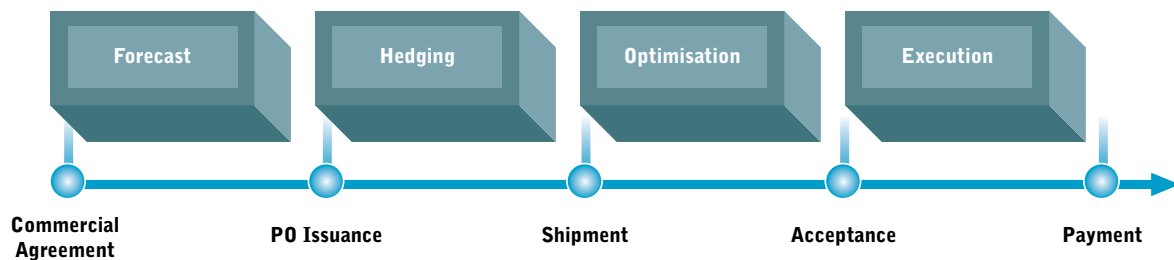 Forecast
Hedging
Optimisation
Execution
Commercial
Agreement
PO Issuance
Shipment
Acceptance
Payment